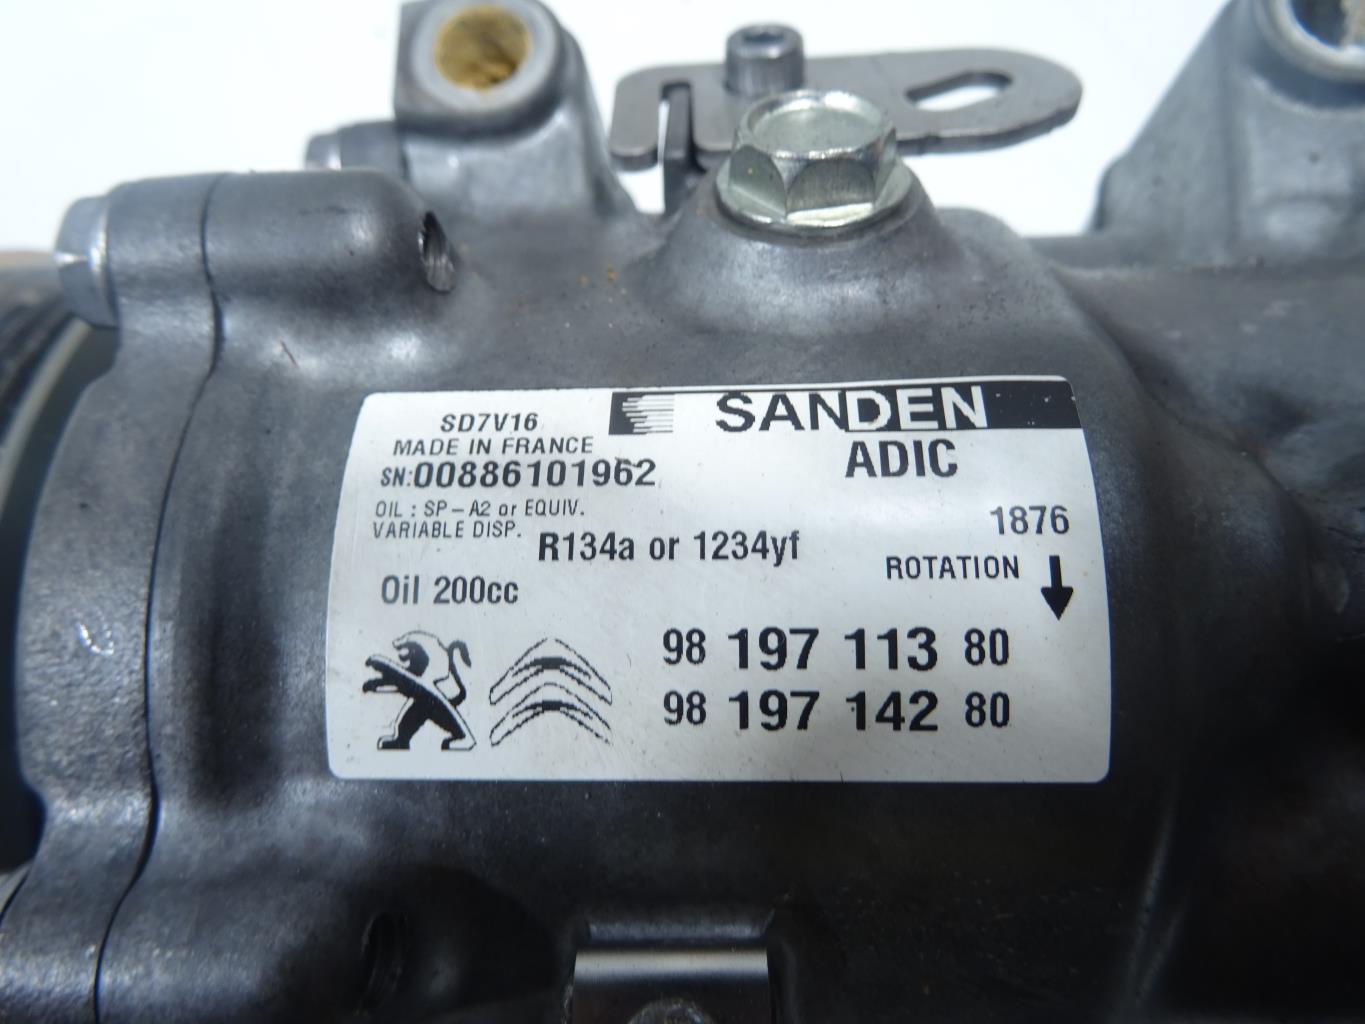 SD7V16 SANDEN
MADE IN FRANCE ADIC
SN:00886101962
OIL : SP-A2 or EQUIV.
VARIABLE DISP. 1876
R134a or 1234yf ROTATION
Oil 200cc
98 197 113 80
98 197 142 80